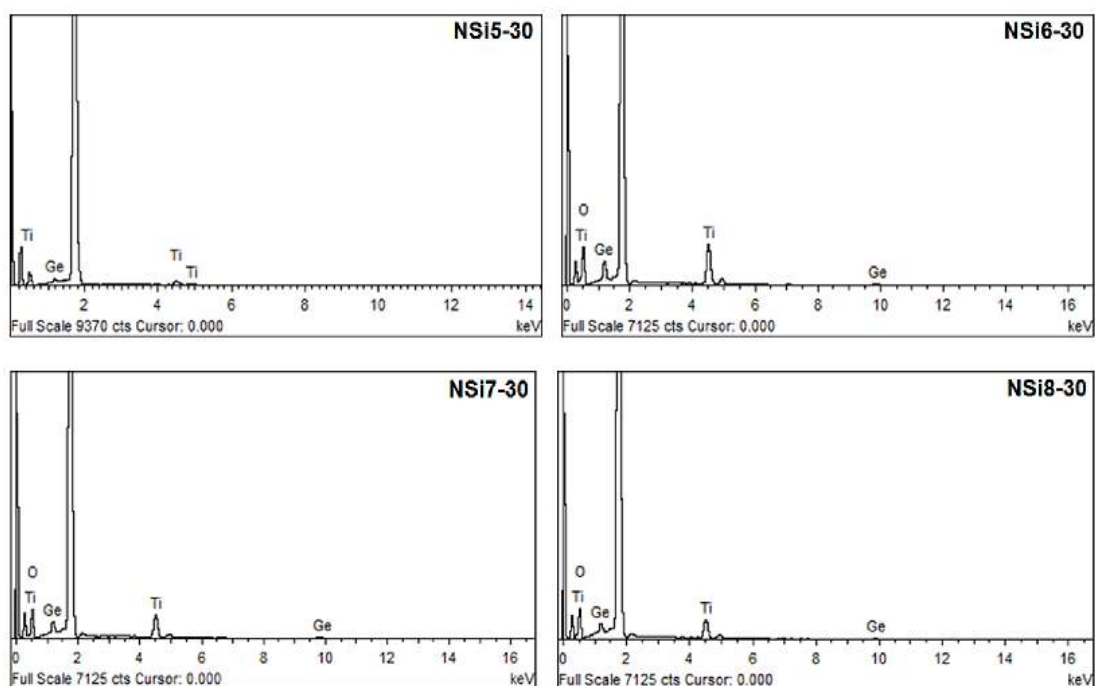 NSi5-30
Ti
Ge
Ti
Ti
2 4 6 8 10 12 14
Full Scale 9370 cts Cursor: 0.000 keV
NSi6-30
O
Ti
Ge
Ti
Ge
0 2 4 6 8 10 12 14 16
Full Scale 7125 cts Cursor: 0.000 keV
NSi7-30
O
Ti
Ge
Ti
Ge
0 2 4 6 8 10 12 14 16
Full Scale 7125 cts Cursor: 0.000 keV
NSi8-30
O
Ti
Ge
Ti
Ge
0 2 4 6 8 10 12 14 16
Full Scale 7125 cts Cursor: 0.000 keV